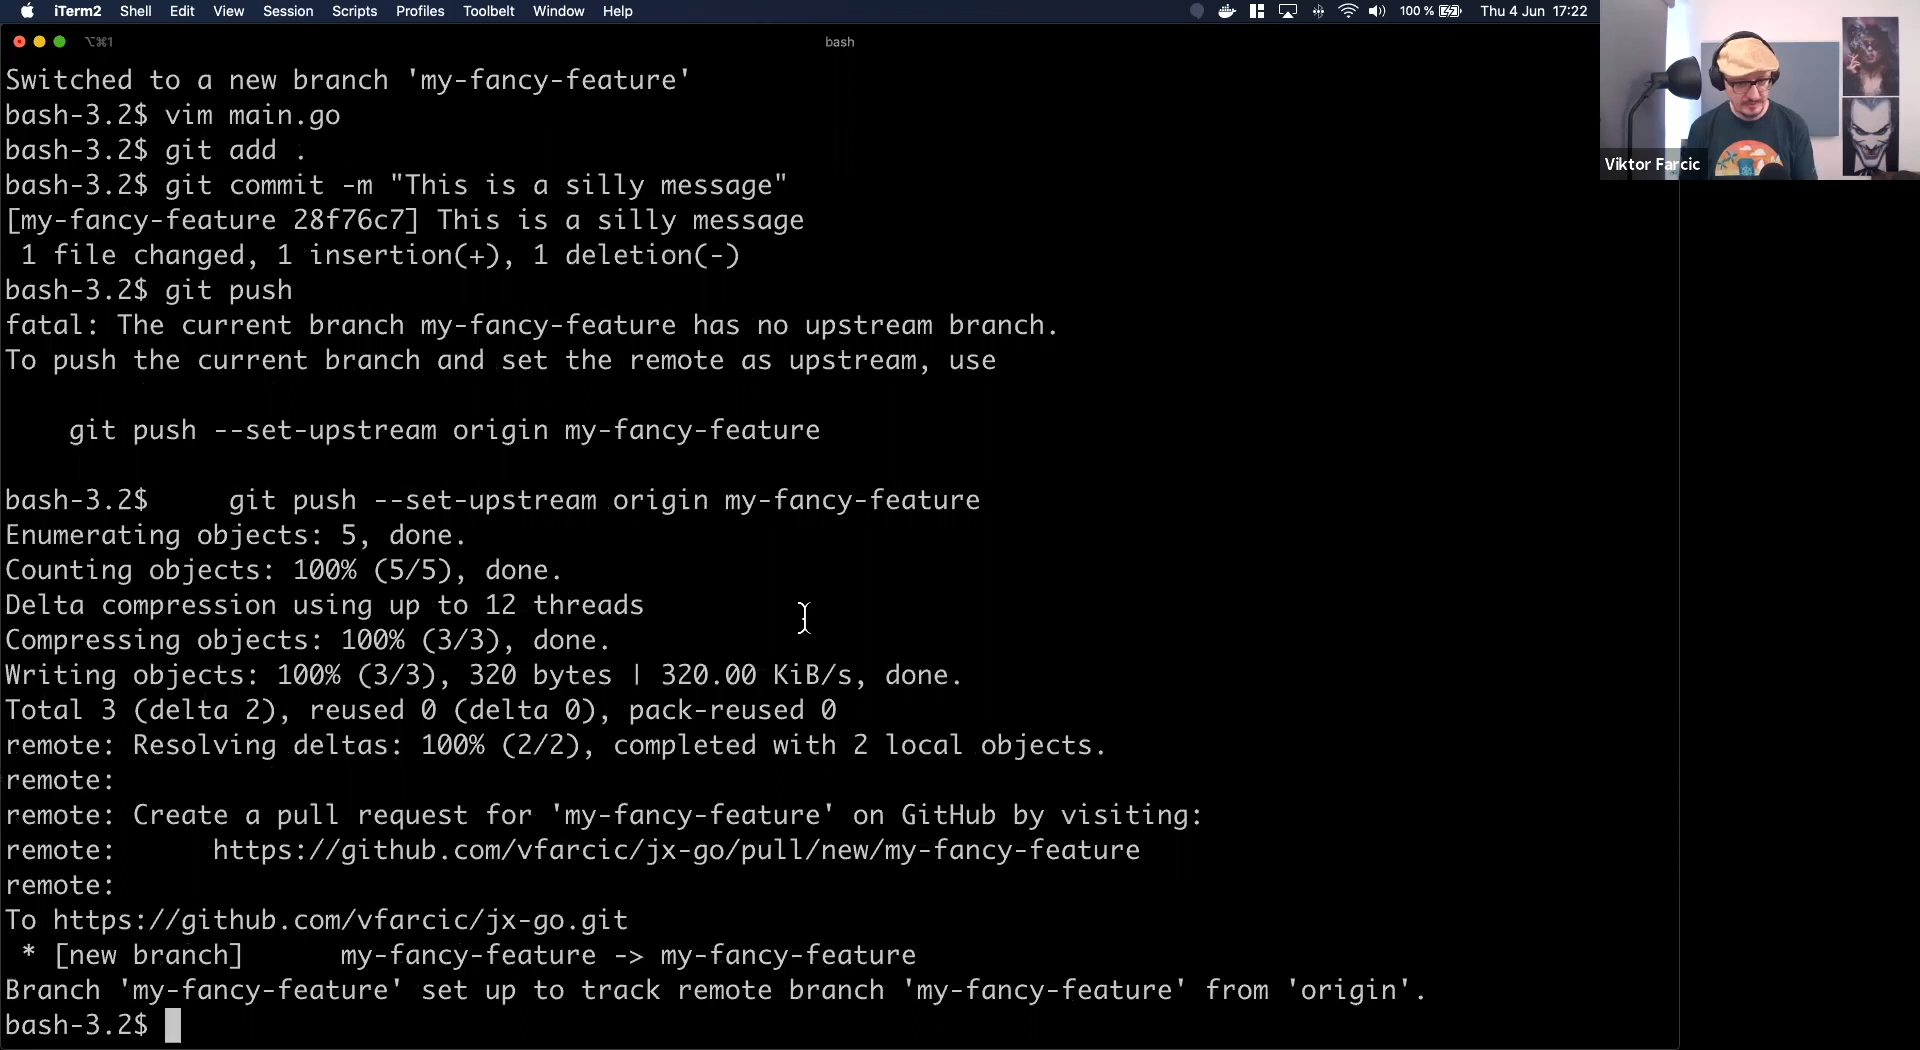 iTerm2 Shell Edit View Session Scripts Profiles Toolbelt Window Help 100 % Thu 4 Jun 17:22
⌥⌘1 bash
Switched to a new branch 'my-fancy-feature'
bash-3.2$ vim main.go
bash-3.2$ git add .
bash-3.2$ git commit -m "This is a silly message"
[my-fancy-feature 28f76c7] This is a silly message
 1 file changed, 1 insertion(+), 1 deletion(-)
bash-3.2$ git push
fatal: The current branch my-fancy-feature has no upstream branch.
To push the current branch and set the remote as upstream, use
    git push --set-upstream origin my-fancy-feature
bash-3.2$     git push --set-upstream origin my-fancy-feature
Enumerating objects: 5, done.
Counting objects: 100% (5/5), done.
Delta compression using up to 12 threads
Compressing objects: 100% (3/3), done.
Writing objects: 100% (3/3), 320 bytes | 320.00 KiB/s, done.
Total 3 (delta 2), reused 0 (delta 0), pack-reused 0
remote: Resolving deltas: 100% (2/2), completed with 2 local objects.
remote:
remote: Create a pull request for 'my-fancy-feature' on GitHub by visiting:
remote:      https://github.com/vfarcic/jx-go/pull/new/my-fancy-feature
remote:
To https://github.com/vfarcic/jx-go.git
 * [new branch]      my-fancy-feature -> my-fancy-feature
Branch 'my-fancy-feature' set up to track remote branch 'my-fancy-feature' from 'origin'.
bash-3.2$
Viktor Farcic